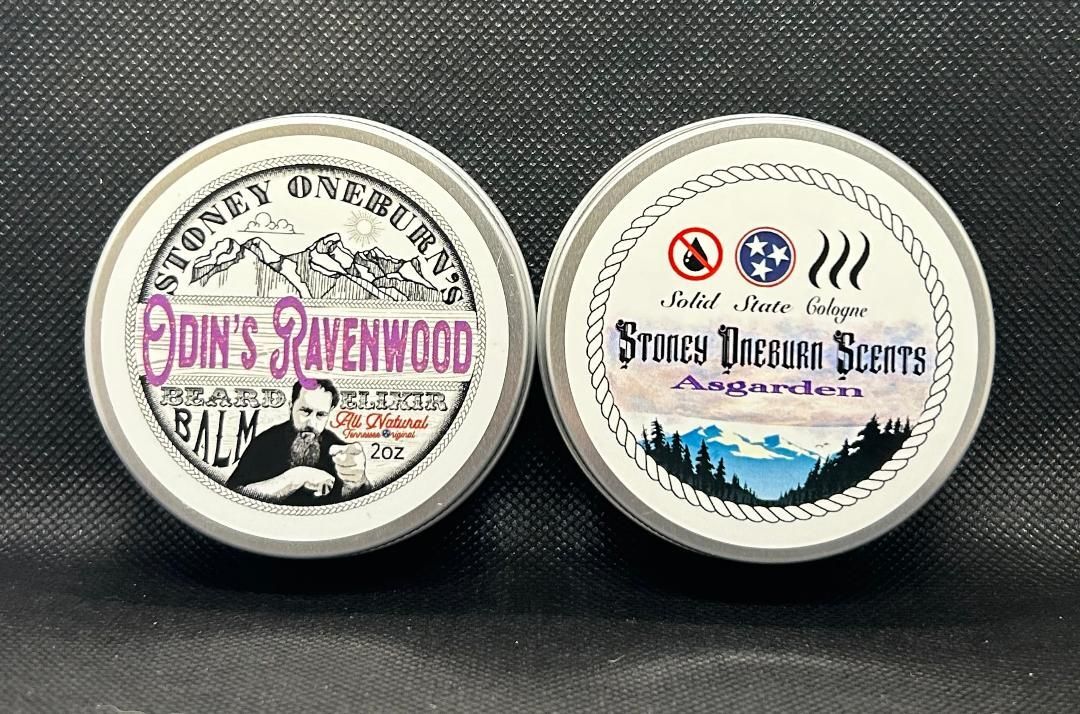 STONEY ONEBURN'S
ODIN'S RAVENWOOD
BEARD ELIXIR
BALM
All Natural
Tennessee Original
2oz
Solid State Cologne
Stoney Oneburn Scents
Asgarden